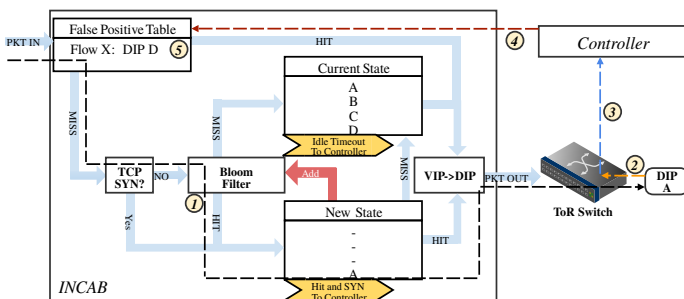 False Positive Table
PKT IN
Flow X: DIP D
5
HIT
4
Controller
Current State
A
B
C
D
MISS
MISS
Idle Timeout
To Controller
3
TCP
SYN?
NO
Bloom
Filter
Add
MISS
VIP->DIP
PKT OUT
2
DIP
A
ToR Switch
1
Yes
HIT
New State
-
-
-
A
HIT
INCAB
Hit and SYN
To Controller